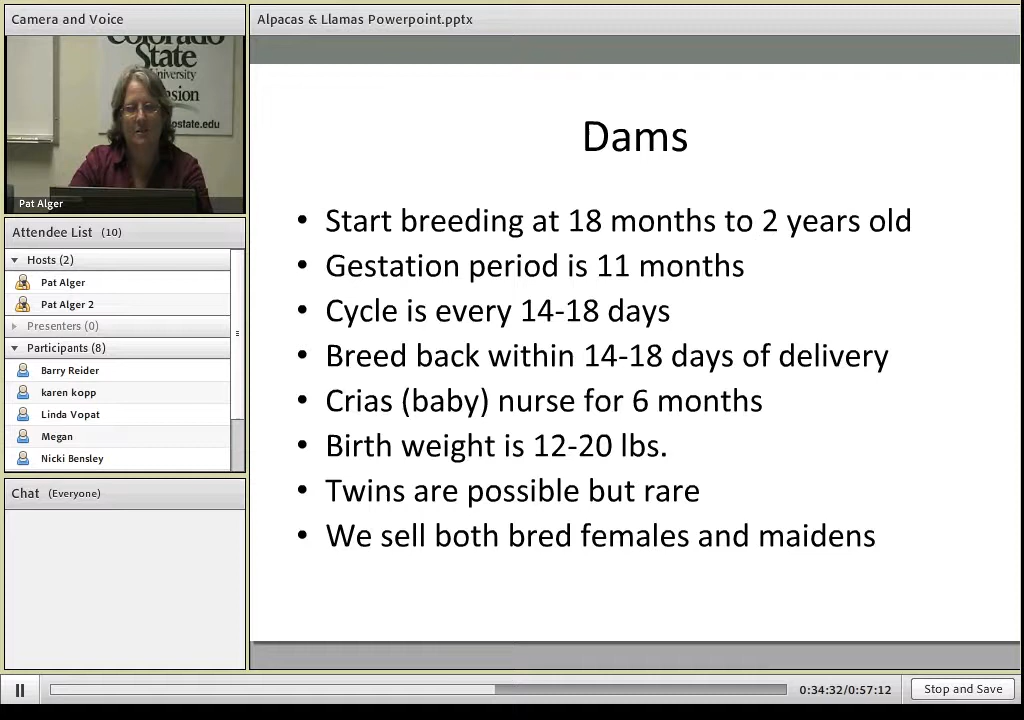 Camera and Voice
Colorado
State
University
ostate.edu
Pat Alger
Attendee List (10)
Hosts (2)
Pat Alger
Pat Alger 2
Presenters (0)
Participants (8)
Barry Reider
karen kopp
Linda Vopat
Megan
Nicki Bensley
Chat (Everyone)
Alpacas & Llamas Powerpoint.pptx
Dams
• Start breeding at 18 months to 2 years old
• Gestation period is 11 months
• Cycle is every 14-18 days
• Breed back within 14-18 days of delivery
• Crias (baby) nurse for 6 months
• Birth weight is 12-20 lbs.
• Twins are possible but rare
• We sell both bred females and maidens
0:34:32/0:57:12
Stop and Save